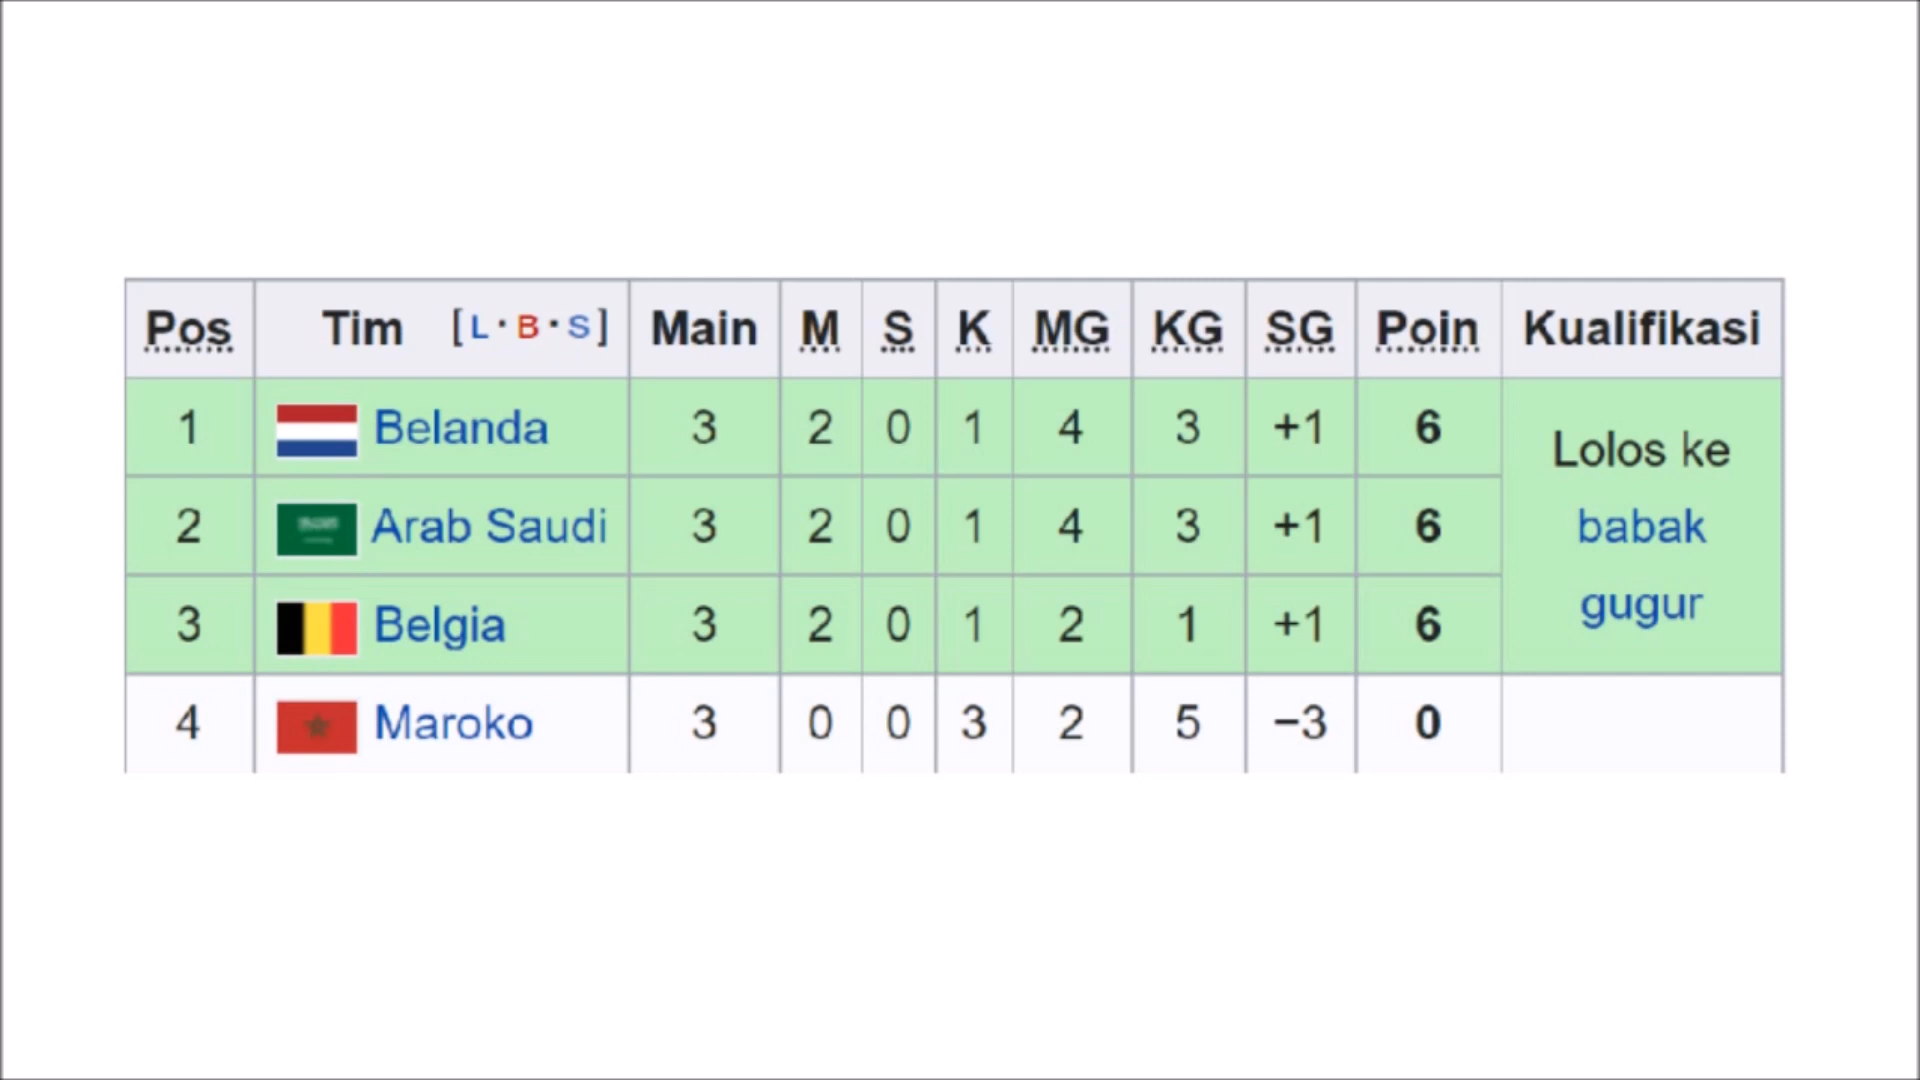 Pos Tim [L·B·S] Main M S K MG KG SG Poin Kualifikasi
1 Belanda 3 2 0 1 4 3 +1 6 Lolos ke
2 Arab Saudi 3 2 0 1 4 3 +1 6 babak
3 Belgia 3 2 0 1 2 1 +1 6 gugur
4 Maroko 3 0 0 3 2 5 −3 0